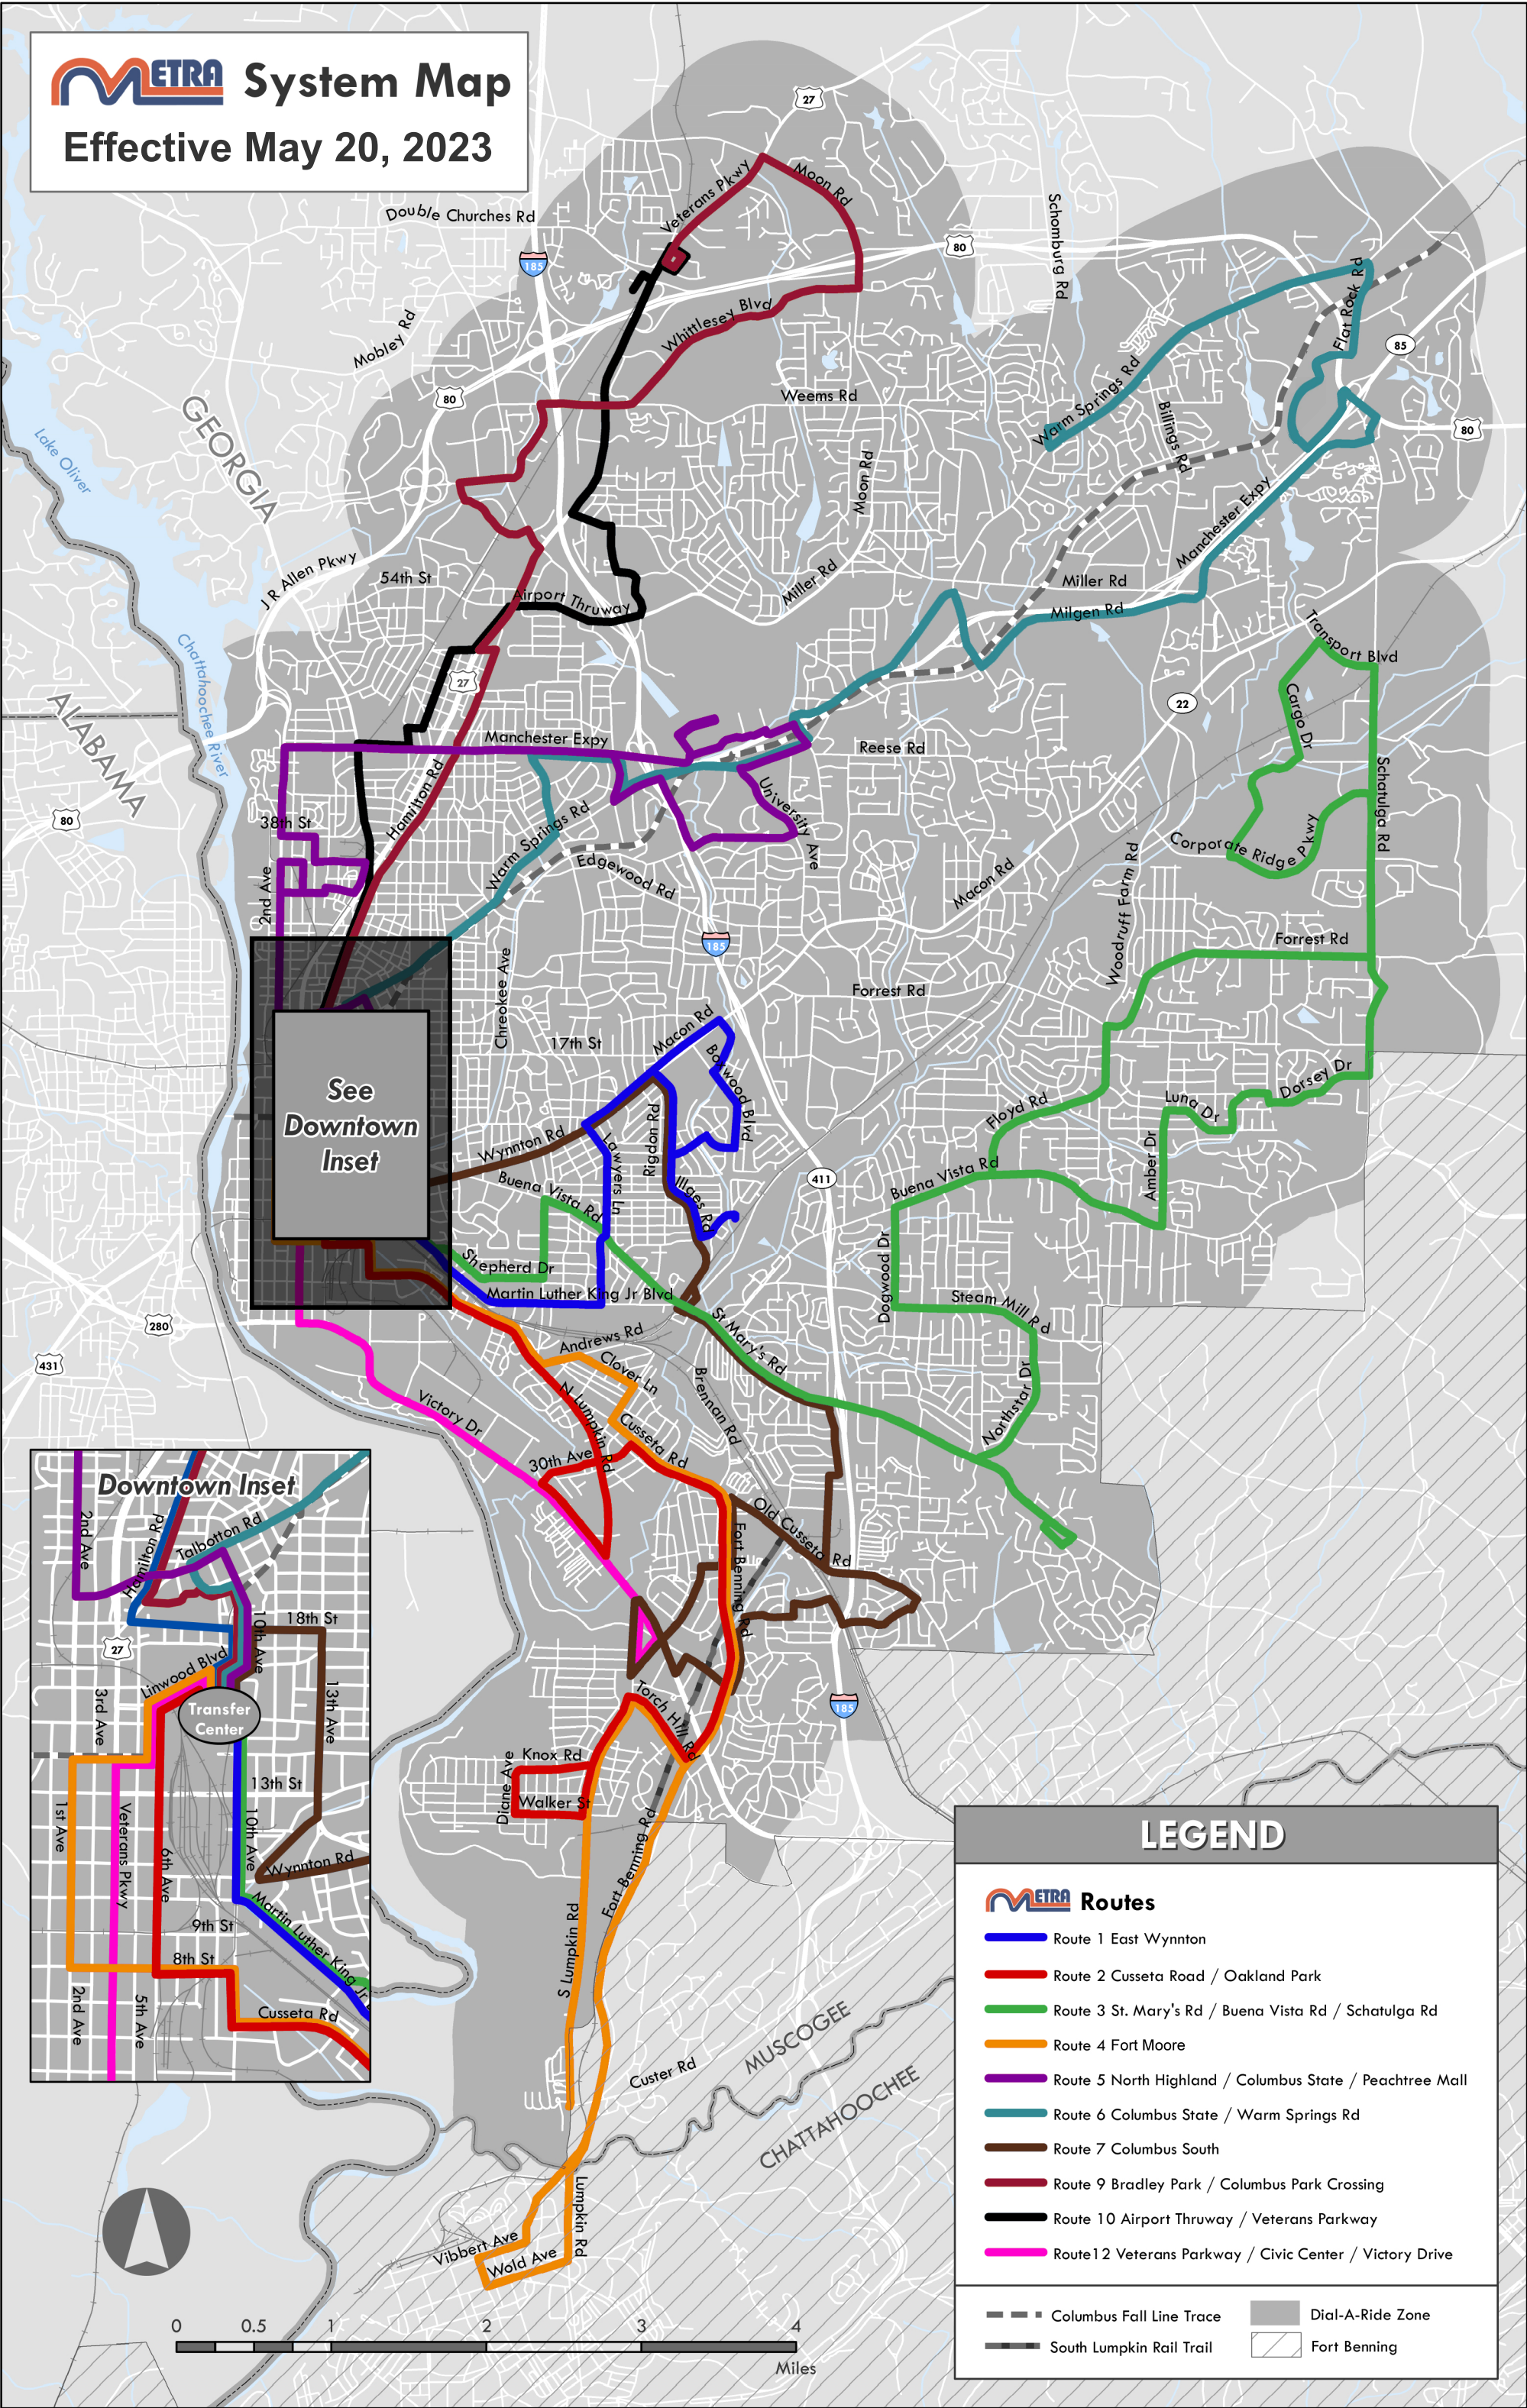 METRA System Map
Effective May 20, 2023
27
Double Churches Rd
185
Veterans Pkwy
Moon Rd
80
Schomburg Rd
Mobley Rd
Whittlesey Blvd
Flat Rock Rd
85
80
GEORGIA
Lake Oliver
Weems Rd
Warm Springs Rd
Billings Rd
80
Moon Rd
Manchester Expy
J R Allen Pkwy
54th St
Airport Thruway
Miller Rd
Miller Rd
Milgen Rd
Chattahoochee River
27
22
Transport Blvd
Cargo Dr
ALABAMA
Manchester Expy
Reese Rd
80
38th St
Hamilton Rd
Warm Springs Rd
University Ave
Schatulga Rd
Corporate Ridge Pkwy
2nd Ave
Edgewood Rd
Macon Rd
Woodruff Farm Rd
185
Forrest Rd
Chreokee Ave
Forrest Rd
17th St
Macon Rd
Boxwood Blvd
See
Downtown
Inset
Dorsey Dr
Luna Dr
Floyd Rd
Wynnton Rd
Lawyers Ln
Rigdon Rd
Amber Dr
Buena Vista Rd
Illges Rd
411
Buena Vista Rd
Shepherd Dr
Dogwood Dr
Martin Luther King Jr Blvd
Steam Mill Rd
280
431
Andrews Rd
St Mary's Rd
Clover Ln
Brennan Rd
Northstar Dr
Victory Dr
N Lumpkin Rd
Cusseta Rd
30th Ave
Old Cusseta Rd
Fort Benning Rd
Torch Hill Rd
185
Knox Rd
Diane Ave
Walker St
Fort Benning Rd
S Lumpkin Rd
Custer Rd
MUSCOGEE
CHATTAHOOCHEE
Lumpkin Rd
Vibbert Ave
Wold Ave
Downtown Inset
2nd Ave
Hamilton Rd
Talbotton Rd
10th Ave
18th St
27
Linwood Blvd
3rd Ave
Transfer
Center
13th Ave
13th St
1st Ave
Veterans Pkwy
6th Ave
10th Ave
Wynnton Rd
9th St
Martin Luther King Jr
8th St
2nd Ave
5th Ave
Cusseta Rd
0 0.5 1 2 3 4
Miles
LEGEND
METRA Routes
Route 1 East Wynnton
Route 2 Cusseta Road / Oakland Park
Route 3 St. Mary's Rd / Buena Vista Rd / Schatulga Rd
Route 4 Fort Moore
Route 5 North Highland / Columbus State / Peachtree Mall
Route 6 Columbus State / Warm Springs Rd
Route 7 Columbus South
Route 9 Bradley Park / Columbus Park Crossing
Route 10 Airport Thruway / Veterans Parkway
Route12 Veterans Parkway / Civic Center / Victory Drive
Columbus Fall Line Trace
Dial-A-Ride Zone
South Lumpkin Rail Trail
Fort Benning